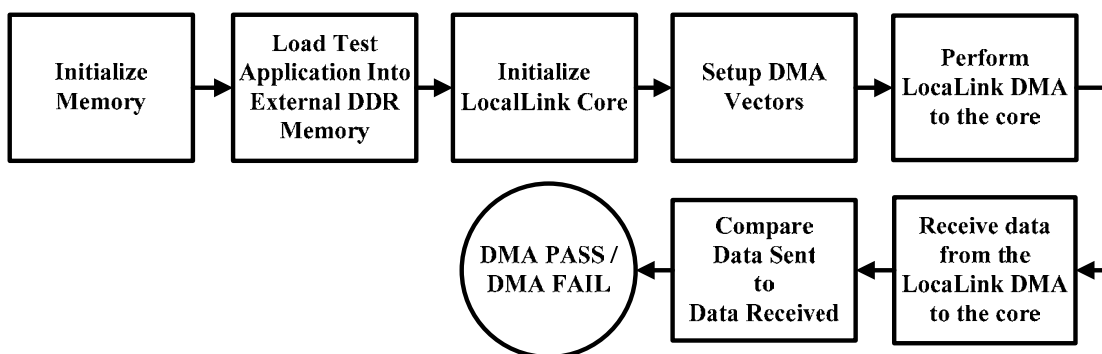 Initialize
Memory
Load Test
Application Into
External DDR
Memory
Initialize
LocalLink Core
Setup DMA
Vectors
Perform
LocaLink DMA
to the core
DMA PASS /
DMA FAIL
Compare
Data Sent
to
Data Received
Receive data
from the
LocaLink DMA
to the core